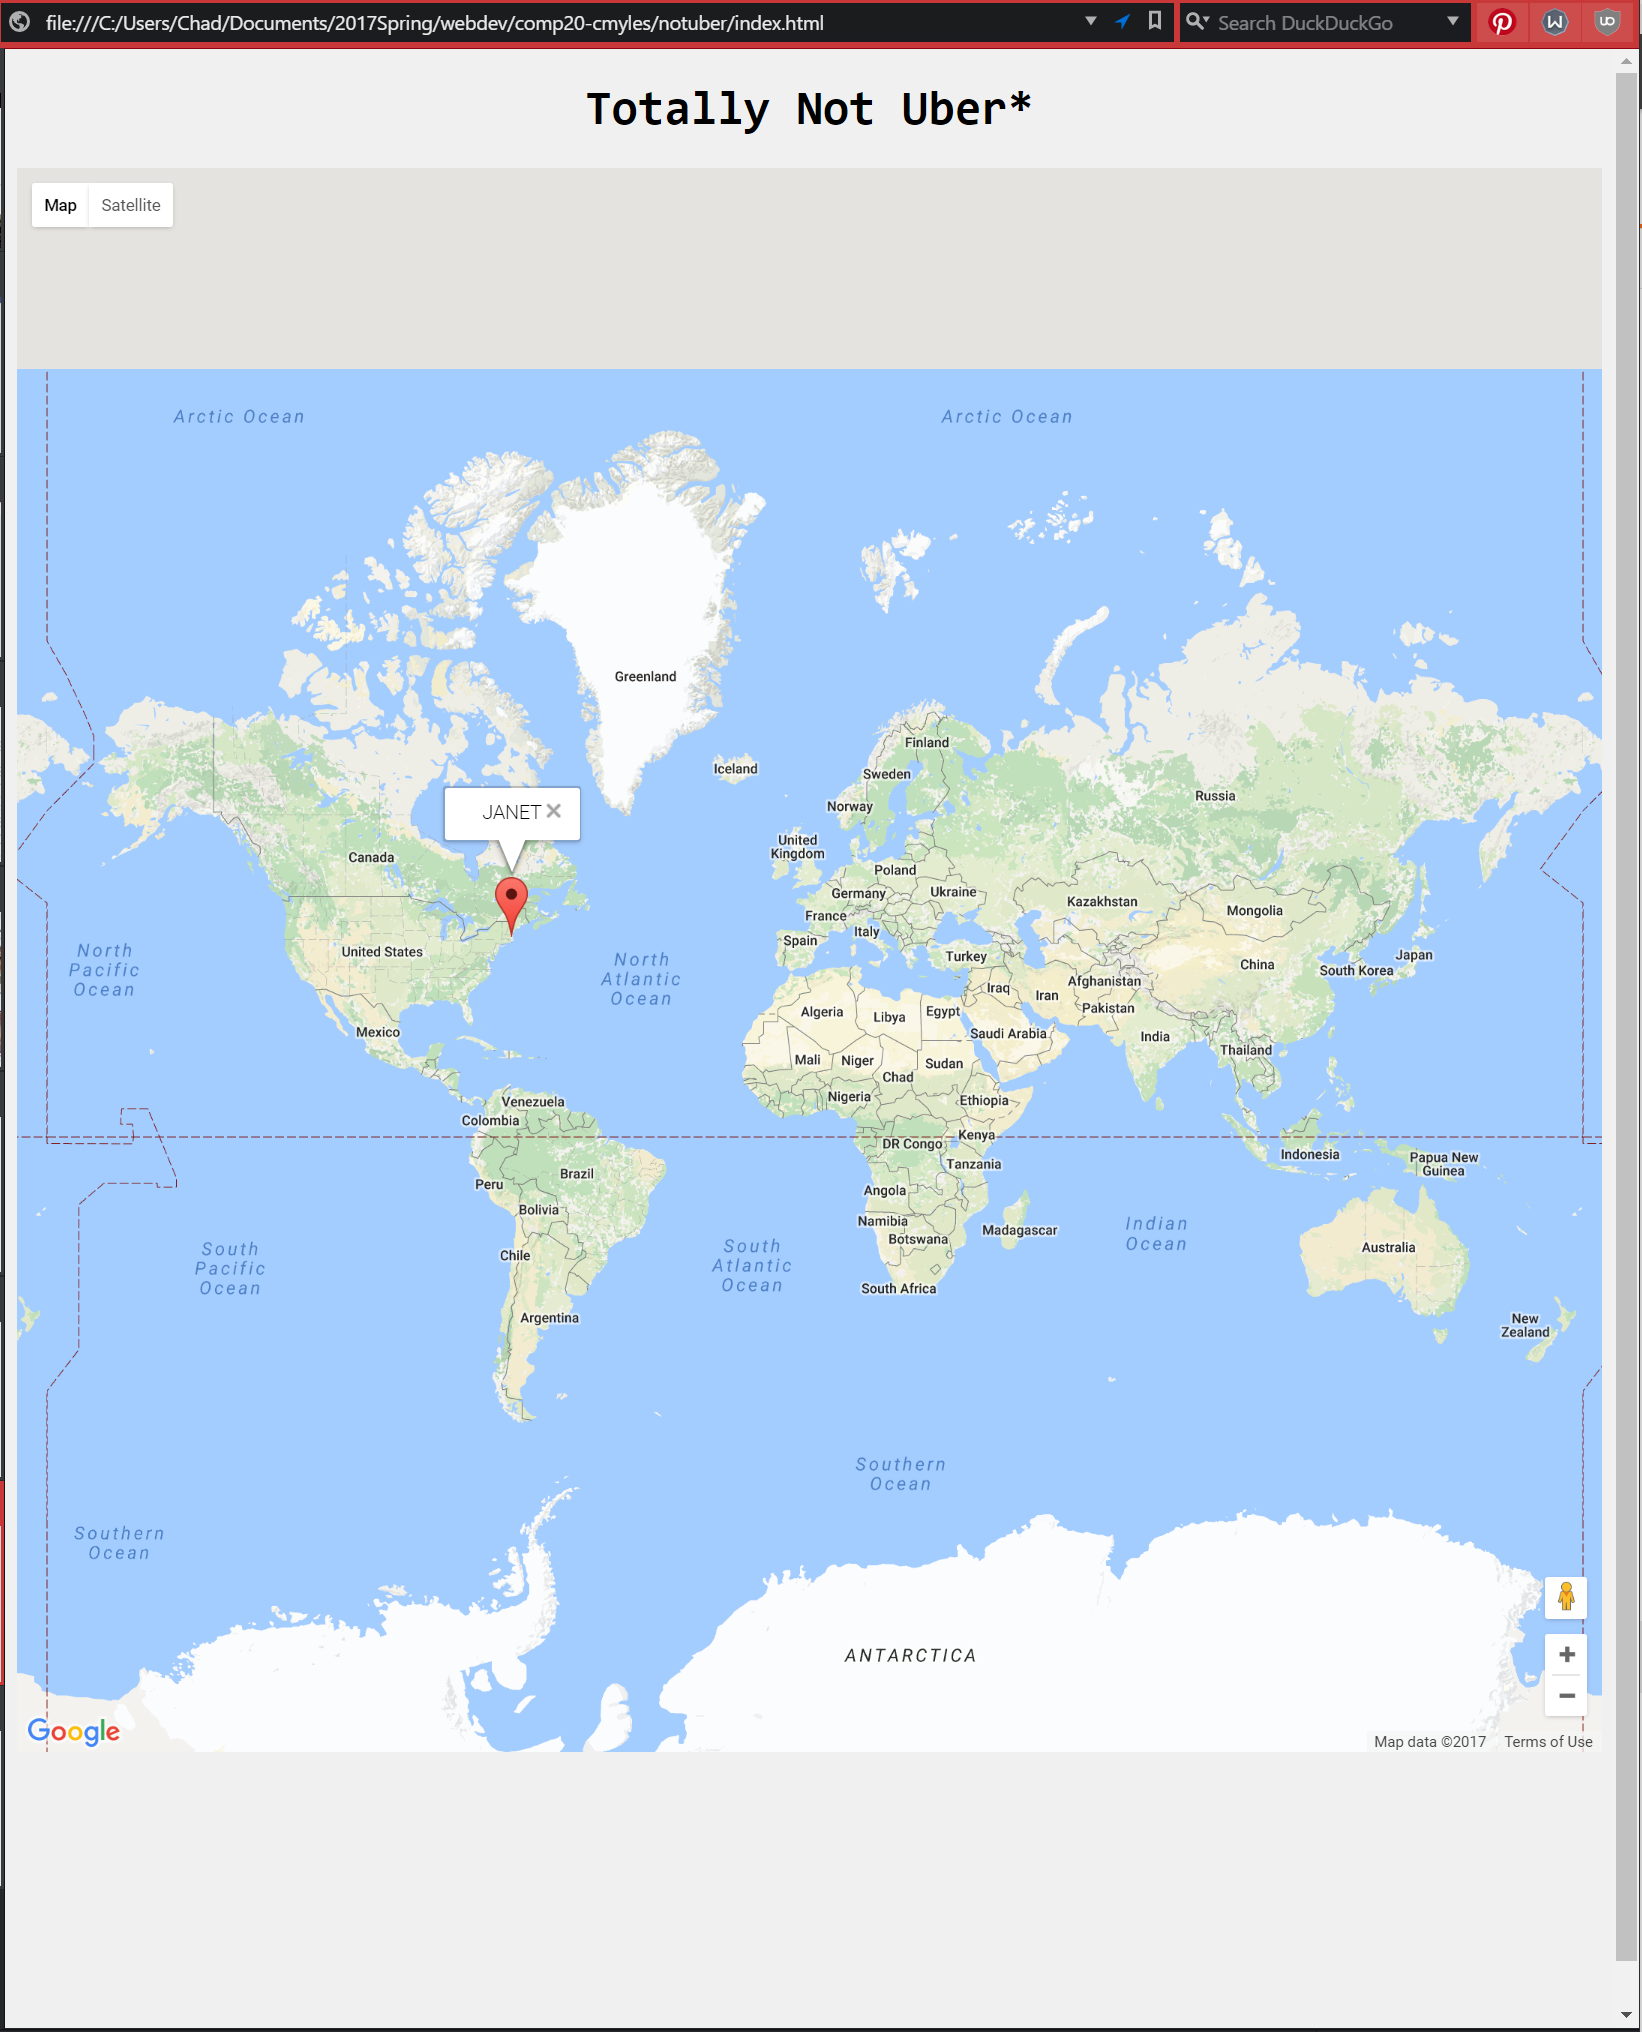 file:///C:/Users/Chad/Documents/2017Spring/webdev/comp20-cmyles/notuber/index.html
Search DuckDuckGo
Totally Not Uber*
Map
Satellite
Arctic Ocean
Arctic Ocean
Greenland
Finland
Iceland
Sweden
Russia
Norway
JANET
United
Kingdom
Canada
Poland
Germany
Ukraine
Kazakhstan
Mongolia
France
Italy
Spain
United States
North
Pacific
Ocean
North
Atlantic
Ocean
Turkey
China
Japan
South Korea
Afghanistan
Iraq
Iran
Pakistan
Algeria
Libya
Egypt
Mexico
Saudi Arabia
India
Thailand
Mali
Niger
Sudan
Chad
Nigeria
Ethiopia
Venezuela
Colombia
Kenya
DR Congo
Indonesia
Papua New
Guinea
Tanzania
Brazil
Peru
Angola
Bolivia
Namibia
Madagascar
Indian
Ocean
Botswana
Australia
Chile
South
Pacific
Ocean
South
Atlantic
Ocean
South Africa
Argentina
New
Zealand
Southern
Ocean
Southern
Ocean
ANTARCTICA
Google
Map data ©2017
Terms of Use